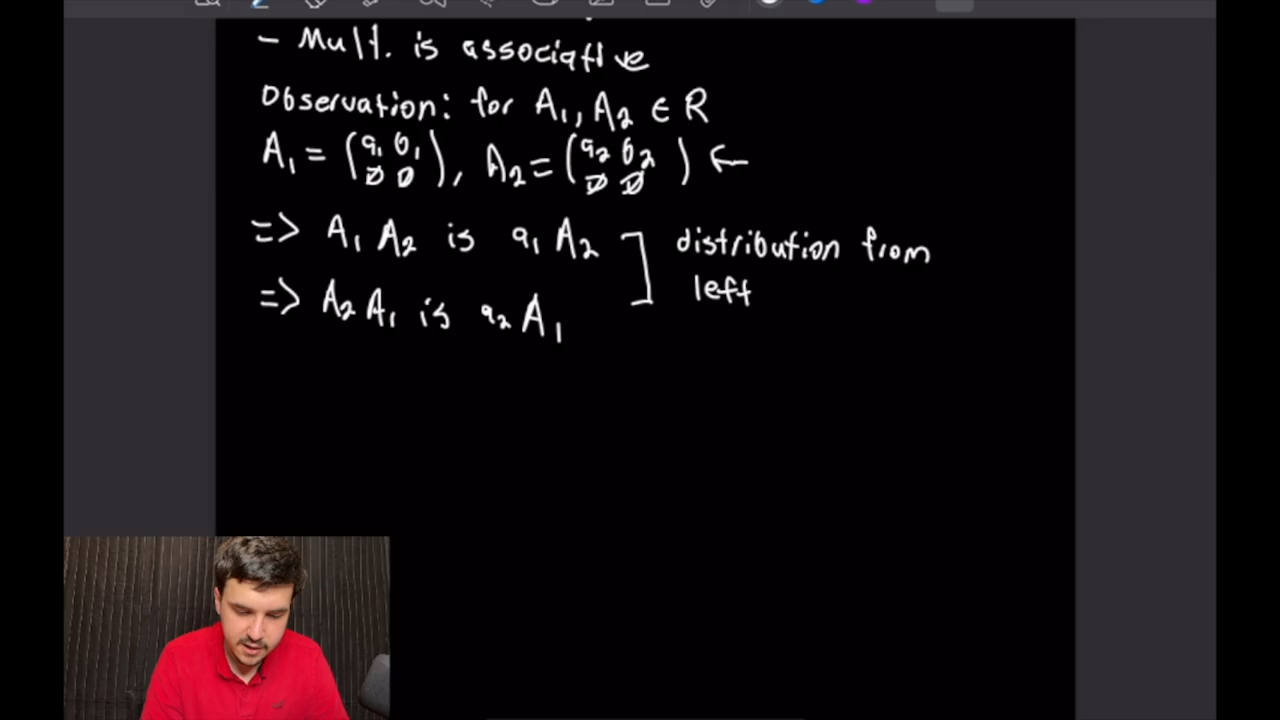 - Mult. is associative
Observation: for A₁, A₂ ∈ R
A₁ = (a₁ b₁ 0 0), A₂ = (a₂ b₂ 0 0) ←
=> A₁ A₂ is a₁ A₂ ] distribution from
left
=> A₂ A₁ is a₂ A₁